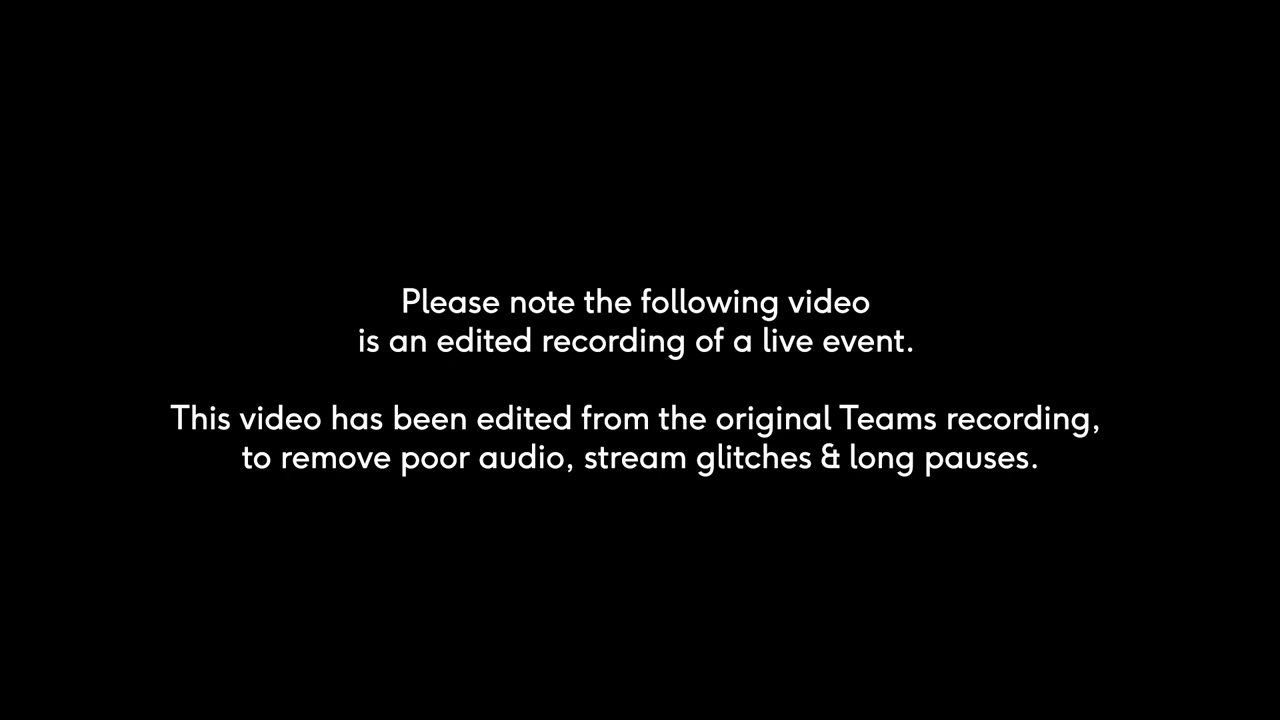 Please note the following video
is an edited recording of a live event.
This video has been edited from the original Teams recording,
to remove poor audio, stream glitches & long pauses.